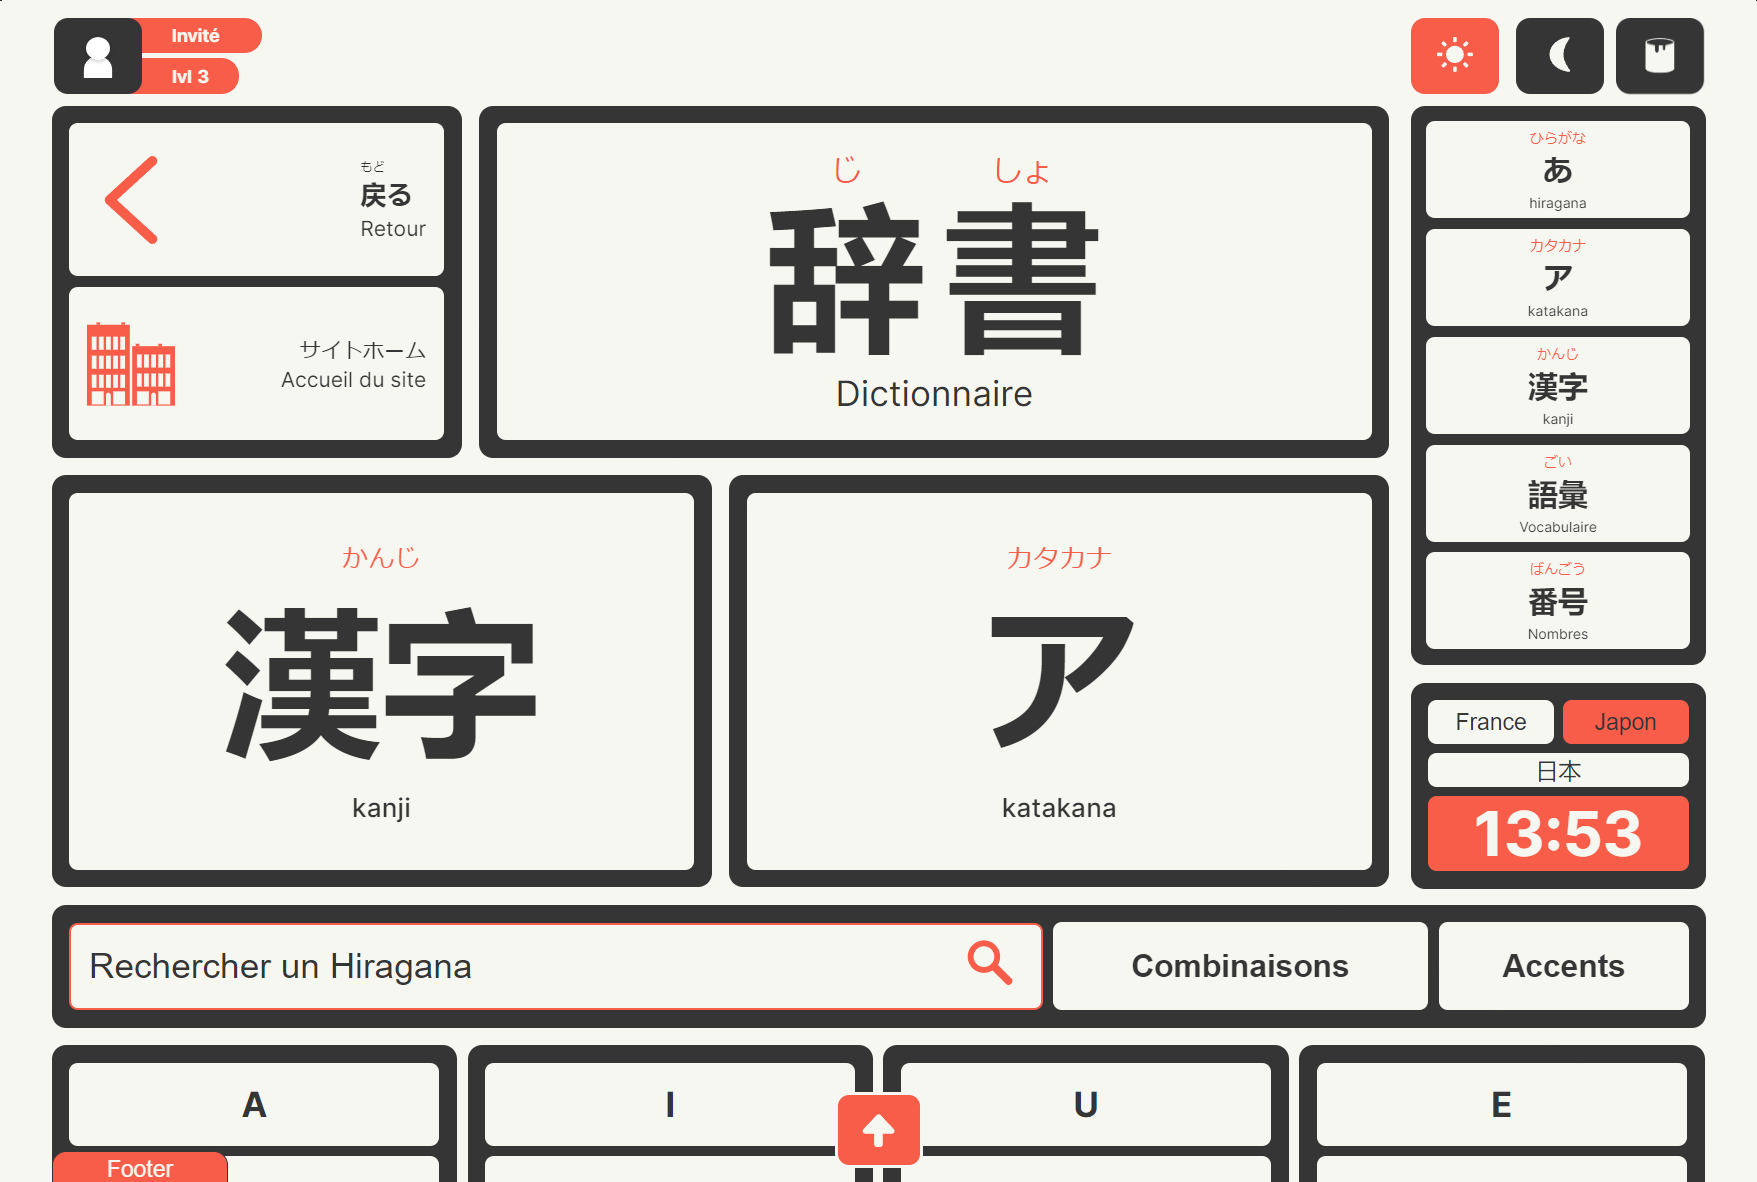 Invité
lvl 3
もど
戻る
Retour
サイトホーム
Accueil du site
じ しょ
辞書
Dictionnaire
ひらがな
あ
hiragana
カタカナ
ア
katakana
かんじ
漢字
kanji
ごい
語彙
Vocabulaire
ばんごう
番号
Nombres
かんじ
漢字
kanji
カタカナ
ア
katakana
France Japon
日本
13:53
Rechercher un Hiragana
Combinaisons
Accents
A I U E
Footer